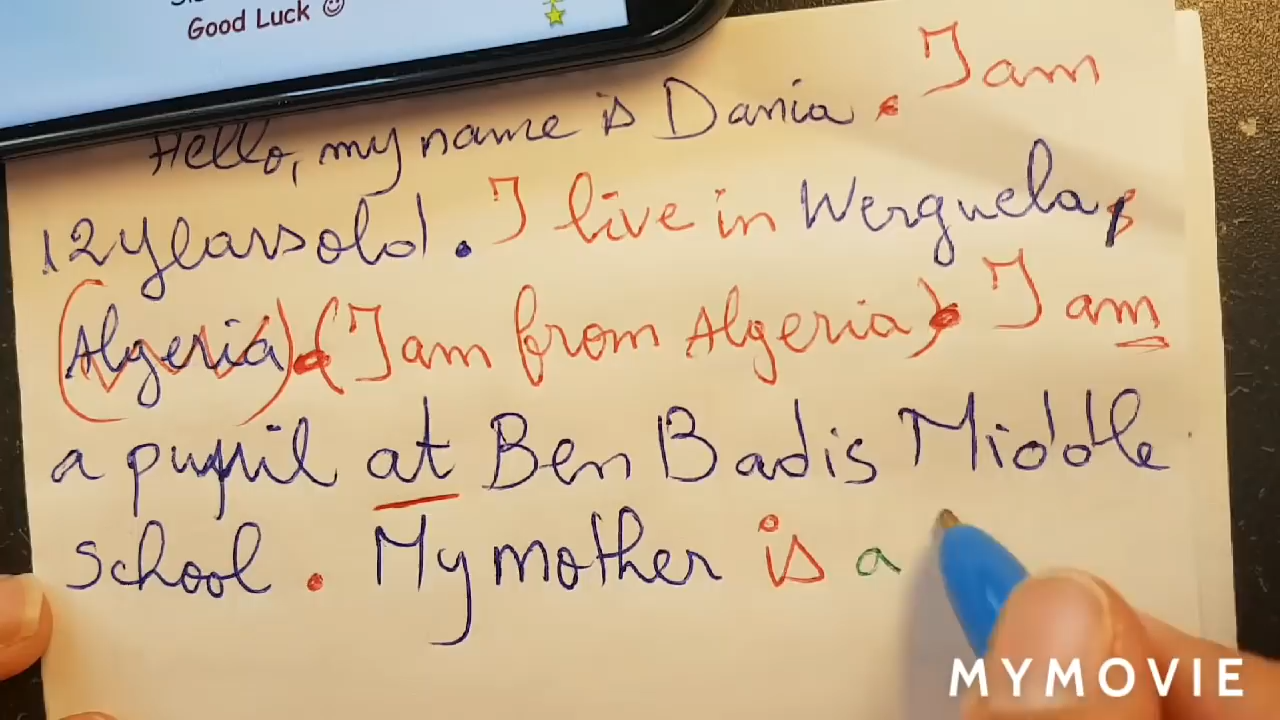 Good Luck ☺
Hello, my name is Dania. I am
12 years old. I live in Werguela,
(Algeria). (I am from Algeria). I am
a pupil at Ben Badis Middle
school. My mother is a
MYMOVIE